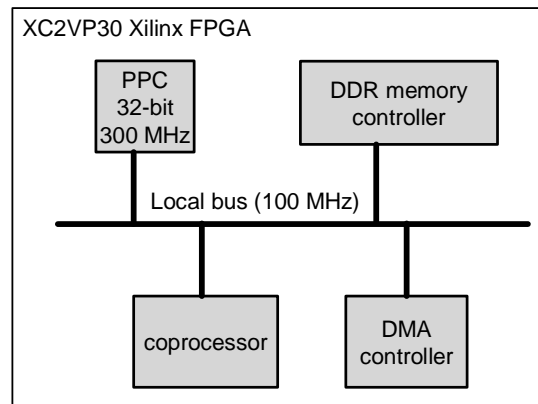 XC2VP30 Xilinx FPGA
PPC
32-bit
300 MHz
DDR memory
controller
Local bus (100 MHz)
coprocessor
DMA
controller